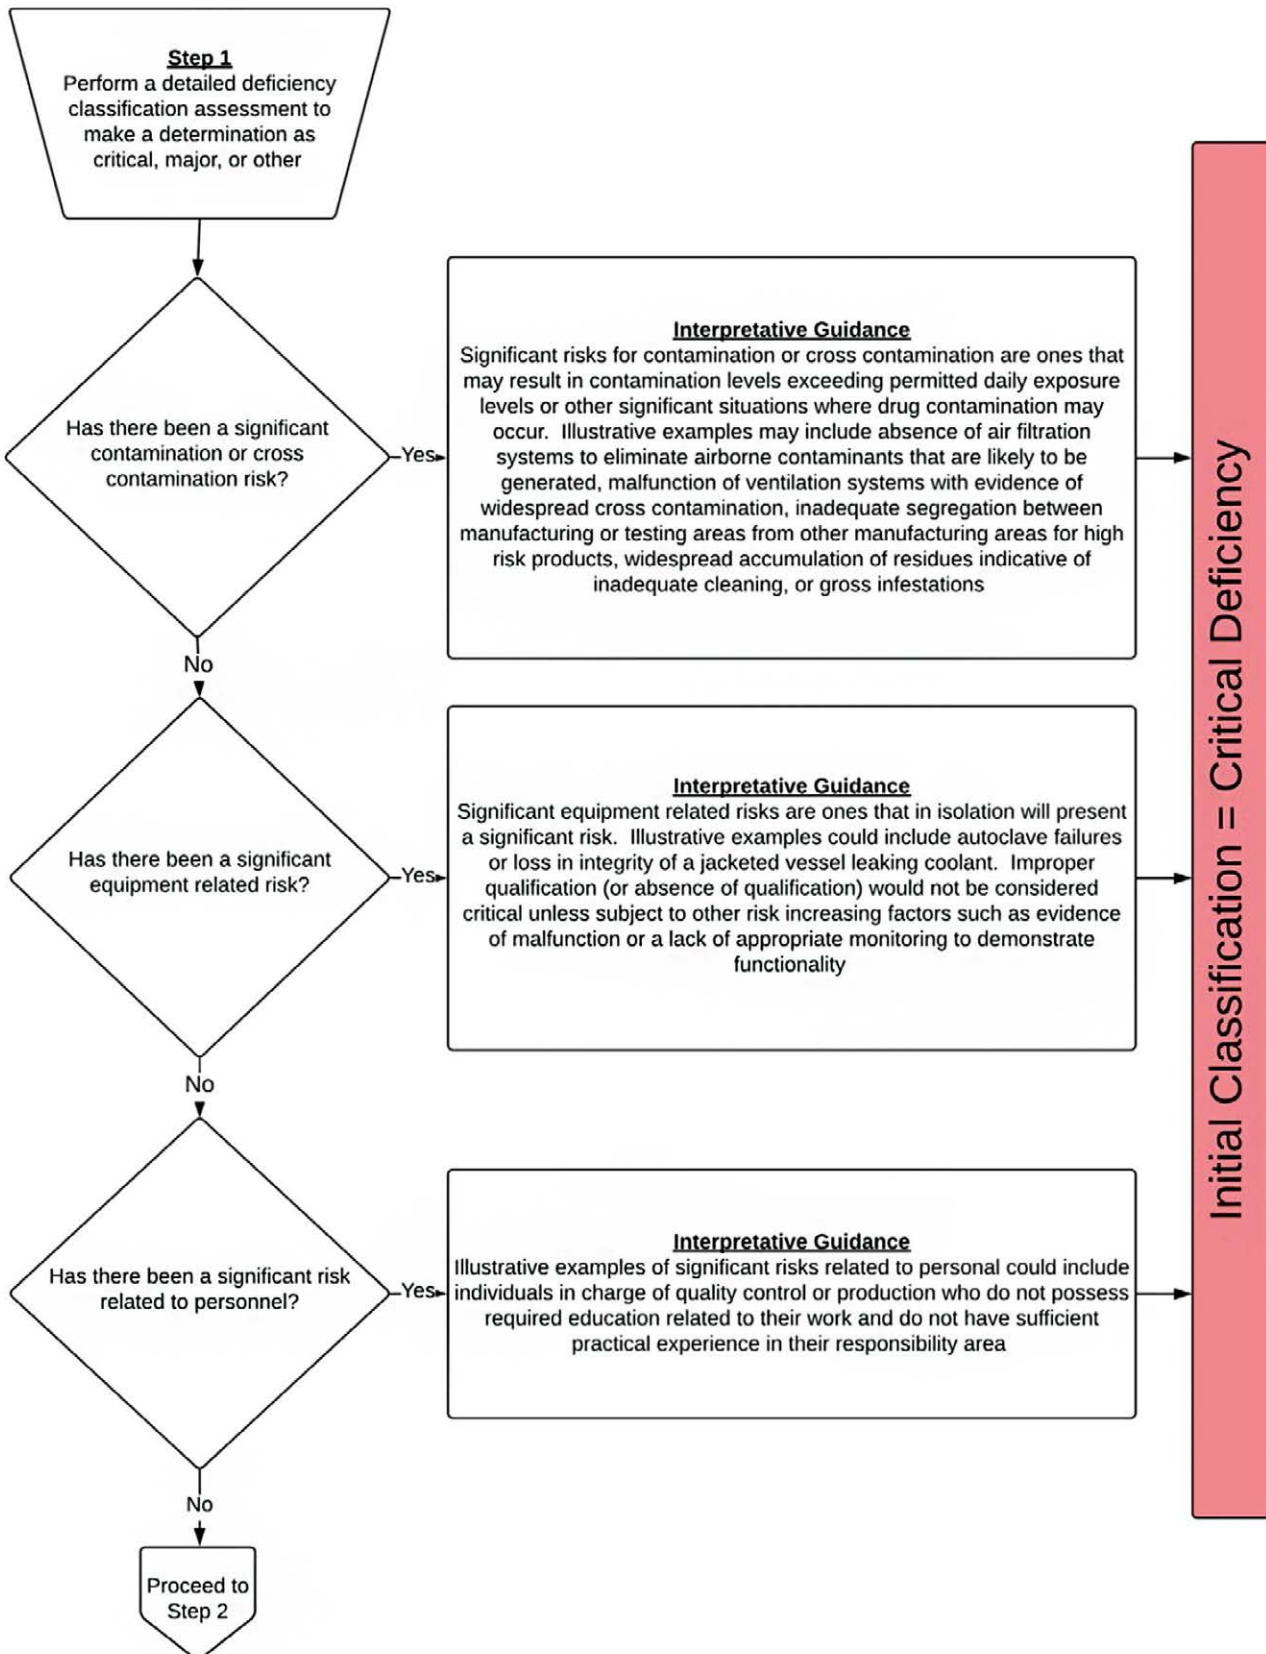 Step 1
Perform a detailed deficiency
classification assessment to
make a determination as
critical, major, or other
Has there been a significant
contamination or cross
contamination risk?
Yes
Interpretative Guidance
Significant risks for contamination or cross contamination are ones that
may result in contamination levels exceeding permitted daily exposure
levels or other significant situations where drug contamination may
occur. Illustrative examples may include absence of air filtration
systems to eliminate airborne contaminants that are likely to be
generated, malfunction of ventilation systems with evidence of
widespread cross contamination, inadequate segregation between
manufacturing or testing areas from other manufacturing areas for high
risk products, widespread accumulation of residues indicative of
inadequate cleaning, or gross infestations
No
Has there been a significant
equipment related risk?
Yes
Interpretative Guidance
Significant equipment related risks are ones that in isolation will present
a significant risk. Illustrative examples could include autoclave failures
or loss in integrity of a jacketed vessel leaking coolant. Improper
qualification (or absence of qualification) would not be considered
critical unless subject to other risk increasing factors such as evidence
of malfunction or a lack of appropriate monitoring to demonstrate
functionality
No
Has there been a significant risk
related to personnel?
Yes
Interpretative Guidance
Illustrative examples of significant risks related to personal could include
individuals in charge of quality control or production who do not possess
required education related to their work and do not have sufficient
practical experience in their responsibility area
No
Proceed to
Step 2
Initial Classification = Critical Deficiency